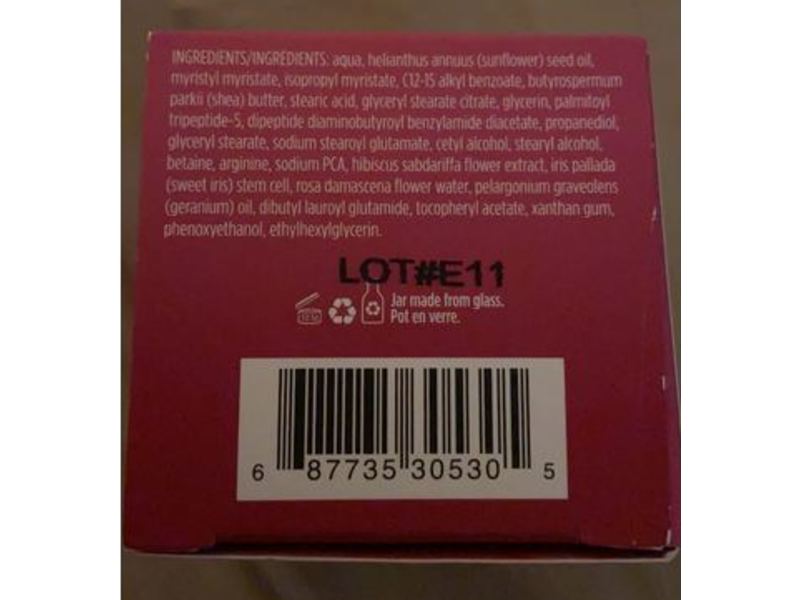 INGREDIENTS/INGRÉDIENTS: aqua, helianthus annuus (sunflower) seed oil,
myristyl myristate, isopropyl myristate, C12-15 alkyl benzoate, butyrospermum
parkii (shea) butter, stearic acid, glyceryl stearate citrate, glycerin, palmitoyl
tripeptide-5, dipeptide diaminobutyroyl benzylamide diacetate, propanediol,
glyceryl stearate, sodium stearoyl glutamate, cetyl alcohol, stearyl alcohol,
betaine, arginine, sodium PCA, hibiscus sabdariffa flower extract, iris pallada
(sweet iris) stem cell, rosa damascena flower water, pelargonium graveolens
(geranium) oil, dibutyl lauroyl glutamide, tocopheryl acetate, xanthan gum,
phenoxyethanol, ethylhexylglycerin.
LOT#E11
Jar made from glass.
Pot en verre.
6 87735 30530 5